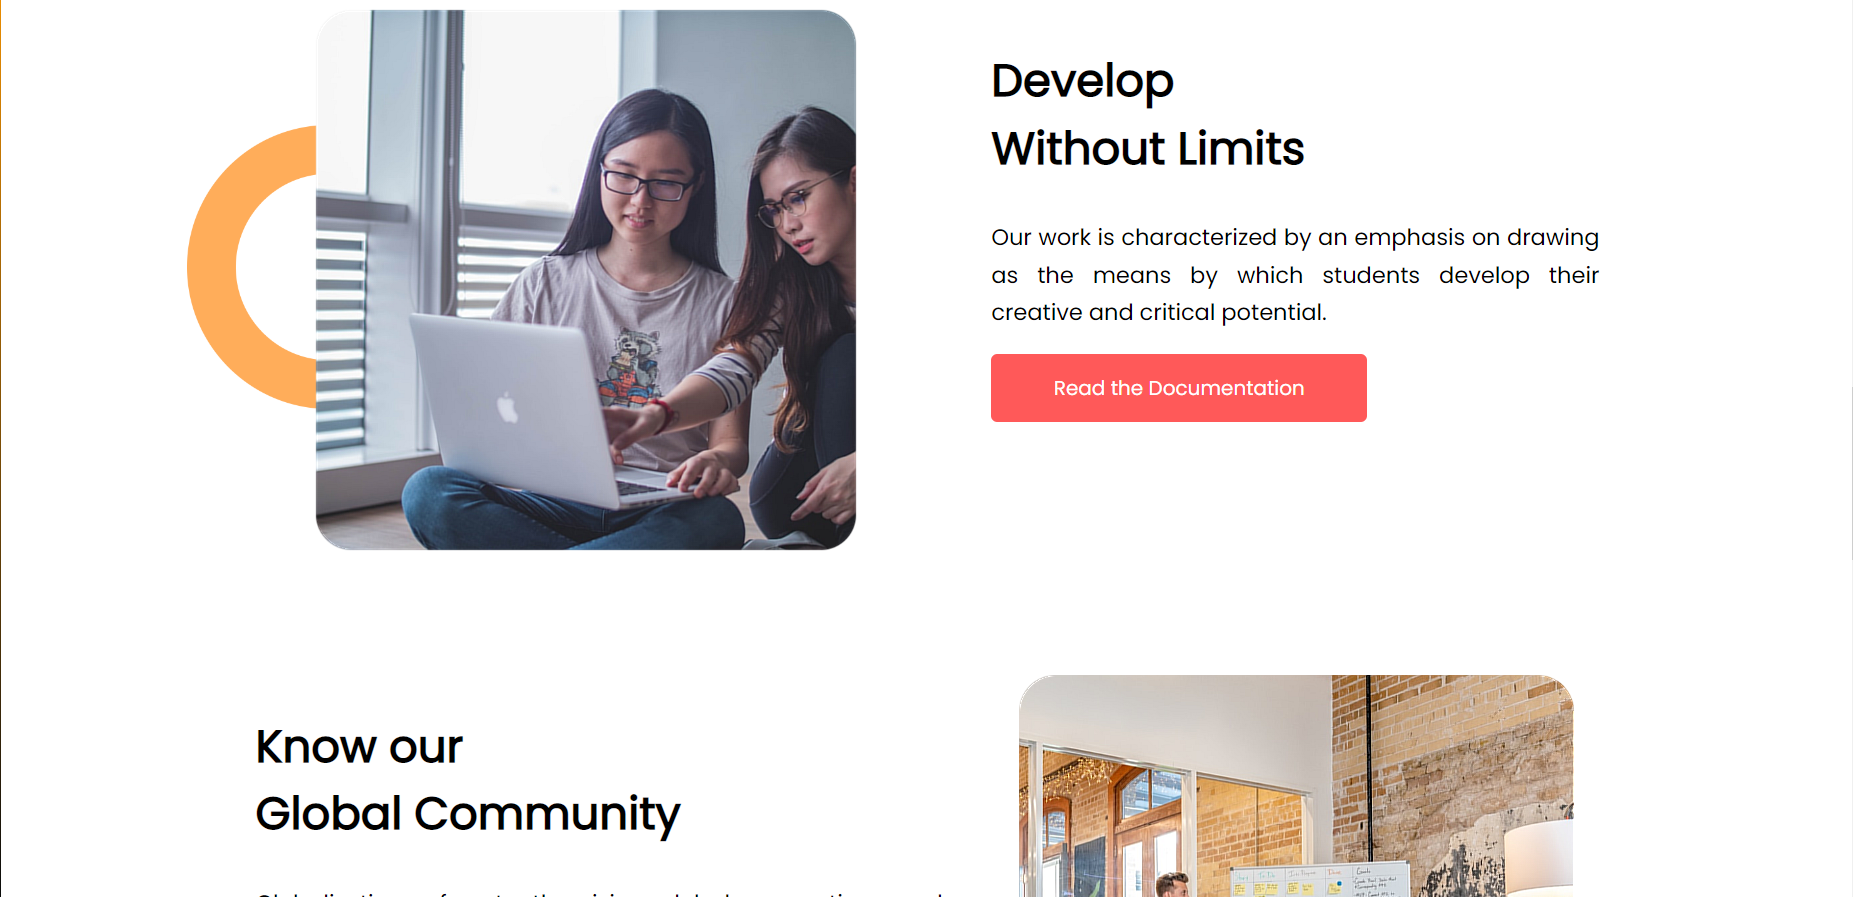 Develop
Without Limits
Our work is characterized by an emphasis on drawing
as the means by which students develop their
creative and critical potential.
Read the Documentation
Know our
Global Community